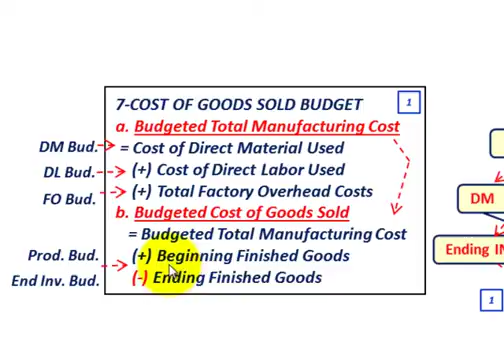 7-COST OF GOODS SOLD BUDGET
1
a. Budgeted Total Manufacturing Cost
DM Bud.
= Cost of Direct Material Used
DL Bud.
(+) Cost of Direct Labor Used
FO Bud.
(+) Total Factory Overhead Costs
b. Budgeted Cost of Goods Sold
= Budgeted Total Manufacturing Cost
Prod. Bud.
(+) Beginning Finished Goods
End Inv. Bud.
(-) Ending Finished Goods
DM
Ending
1